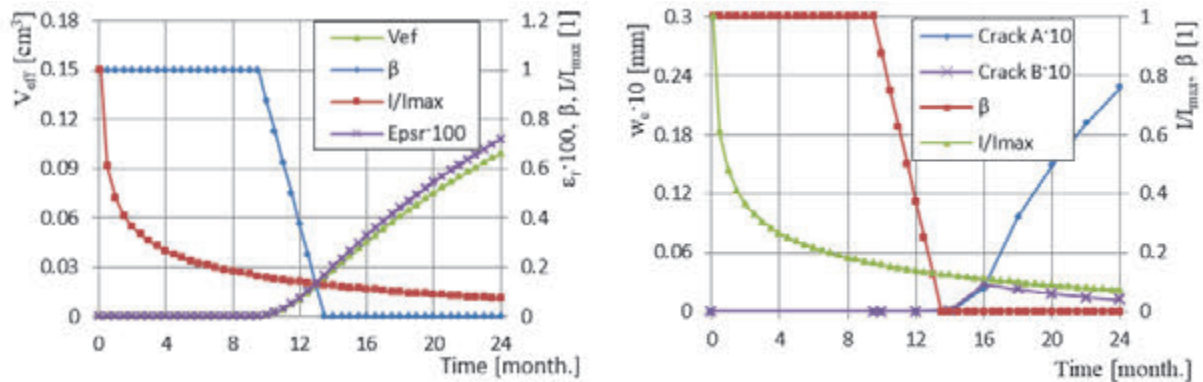 V_eff [cm³]
0.18
0.15
0.12
0.09
0.06
0.03
0
Vef
β
I/Imax
Epsr·100
1.2
1
0.8
0.6
0.4
0.2
0
ε_r·100, β, I/I_max [1]
0 4 8 12 16 20 24
Time [month.]
w_c·10 [mm]
0.3
0.24
0.18
0.12
0.06
0
Crack A·10
Crack B·10
β
I/Imax
1
0.8
0.6
0.4
0.2
0
I/I_max, β [1]
0 4 8 12 16 20 24
Time [month.]